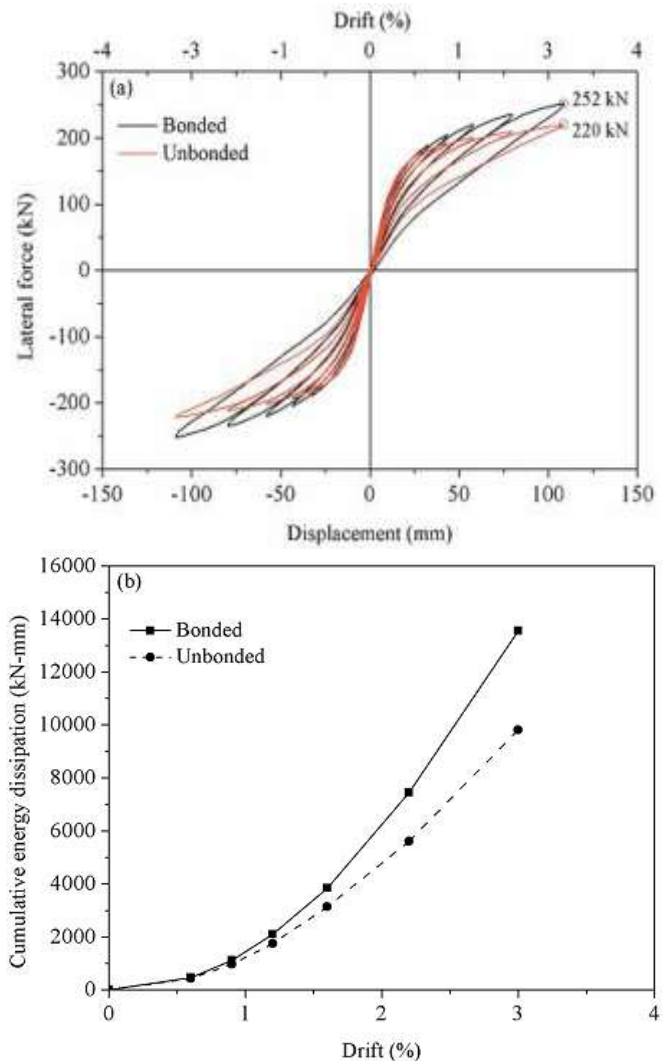 Drift (%)
-4 -3 -1 0 1 2 3 4
300
(a)
252 kN
Bonded
220 kN
Unbonded
200
100
0
-100
-200
-300
Lateral force (kN)
-150 -100 -50 0 50 100 150
Displacement (mm)
16000
(b)
14000
Bonded
Unbonded
12000
10000
8000
6000
4000
2000
0
Cumulative energy dissipation (kN-mm)
0 1 2 3 4
Drift (%)